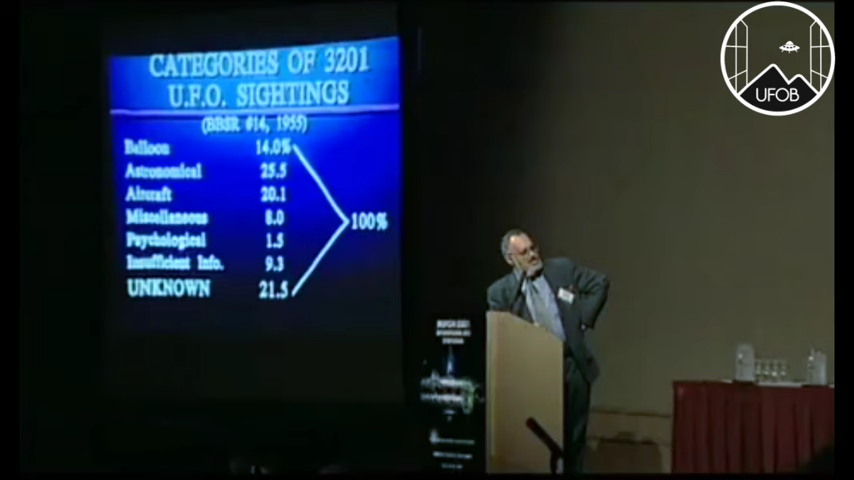 CATEGORIES OF 3201
U.F.O. SIGHTINGS
(BBSR #14, 1955)
Balloon 14.0%
Astronomical 25.5
Aircraft 20.1
Miscellaneous 8.0
Psychological 1.5
Insufficient Info. 9.3
UNKNOWN 21.5
100%
UFOB